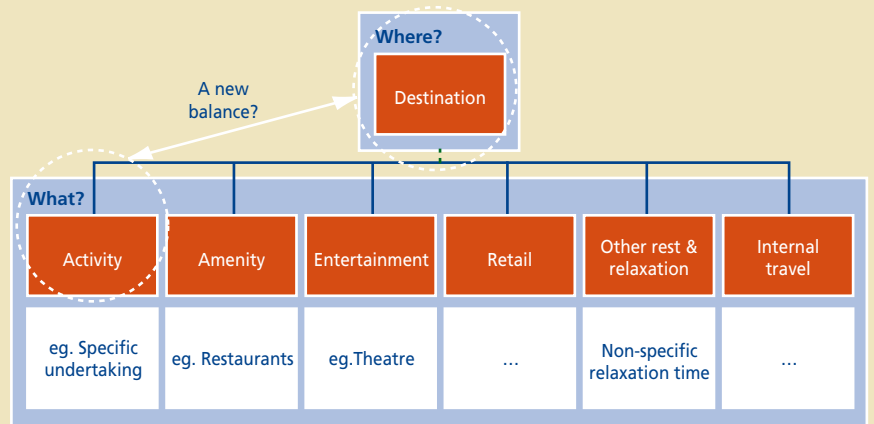 Where?
Destination
A new
balance?
What?
Activity
Amenity
Entertainment
Retail
Other rest &
relaxation
Internal
travel
eg. Specific
undertaking
eg. Restaurants
eg.Theatre
...
Non-specific
relaxation time
...